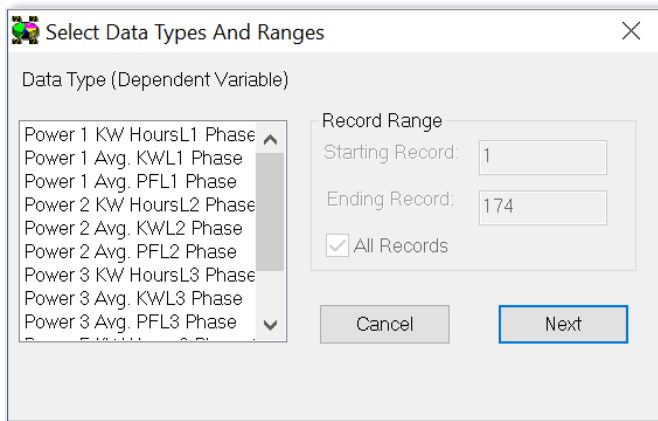 Select Data Types And Ranges
Data Type (Dependent Variable)
Power 1 KW HoursL1 Phase
Power 1 Avg. KWL1 Phase
Power 1 Avg. PFL1 Phase
Power 2 KW HoursL2 Phase
Power 2 Avg. KWL2 Phase
Power 2 Avg. PFL2 Phase
Power 3 KW HoursL3 Phase
Power 3 Avg. KWL3 Phase
Power 3 Avg. PFL3 Phase
Record Range
Starting Record: 1
Ending Record: 174
All Records
Cancel
Next